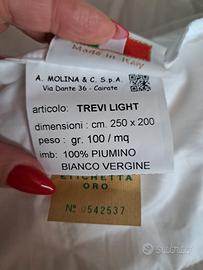 Made in Italy
A. MOLINA & C. S.p.A.
Via Dante 36 - Cairate
articolo: TREVI LIGHT
dimensioni : cm. 250 x 200
peso : gr. 100 / mq
imb: 100% PIUMINO
BIANCO VERGINE
ETICHETTA
ORO
N° 0542537
subito